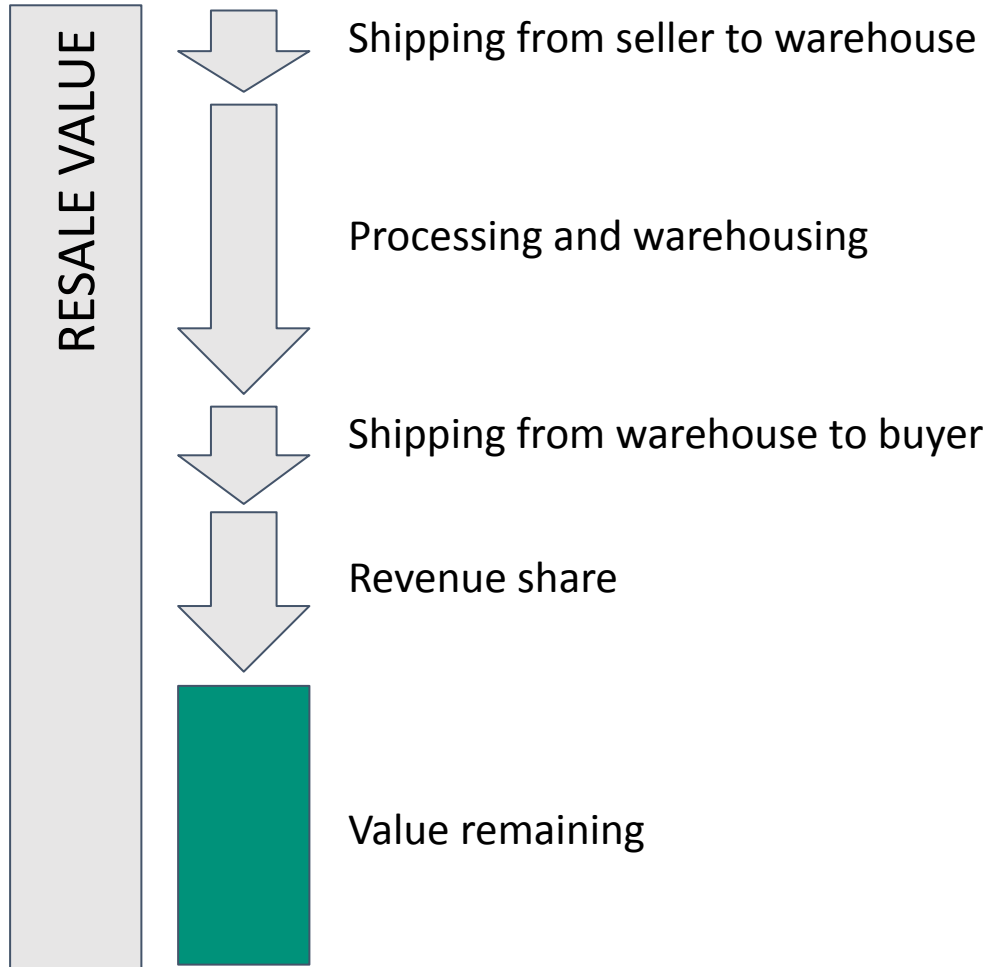 RESALE VALUE
Shipping from seller to warehouse
Processing and warehousing
Shipping from warehouse to buyer
Revenue share
Value remaining